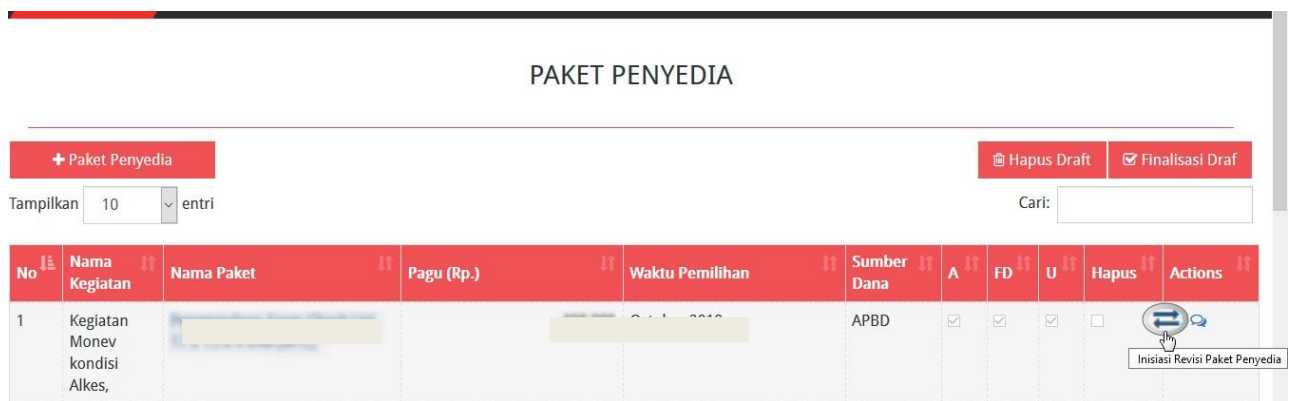 PAKET PENYEDIA
+ Paket Penyedia
Hapus Draft
Finalisasi Draf
Tampilkan 10 entri
Cari:
No
Nama Kegiatan
Nama Paket
Pagu (Rp.)
Waktu Pemilihan
Sumber Dana
A
FD
U
Hapus
Actions
1
Kegiatan
Monev
kondisi
Alkes,
APBD
Inisiasi Revisi Paket Penyedia